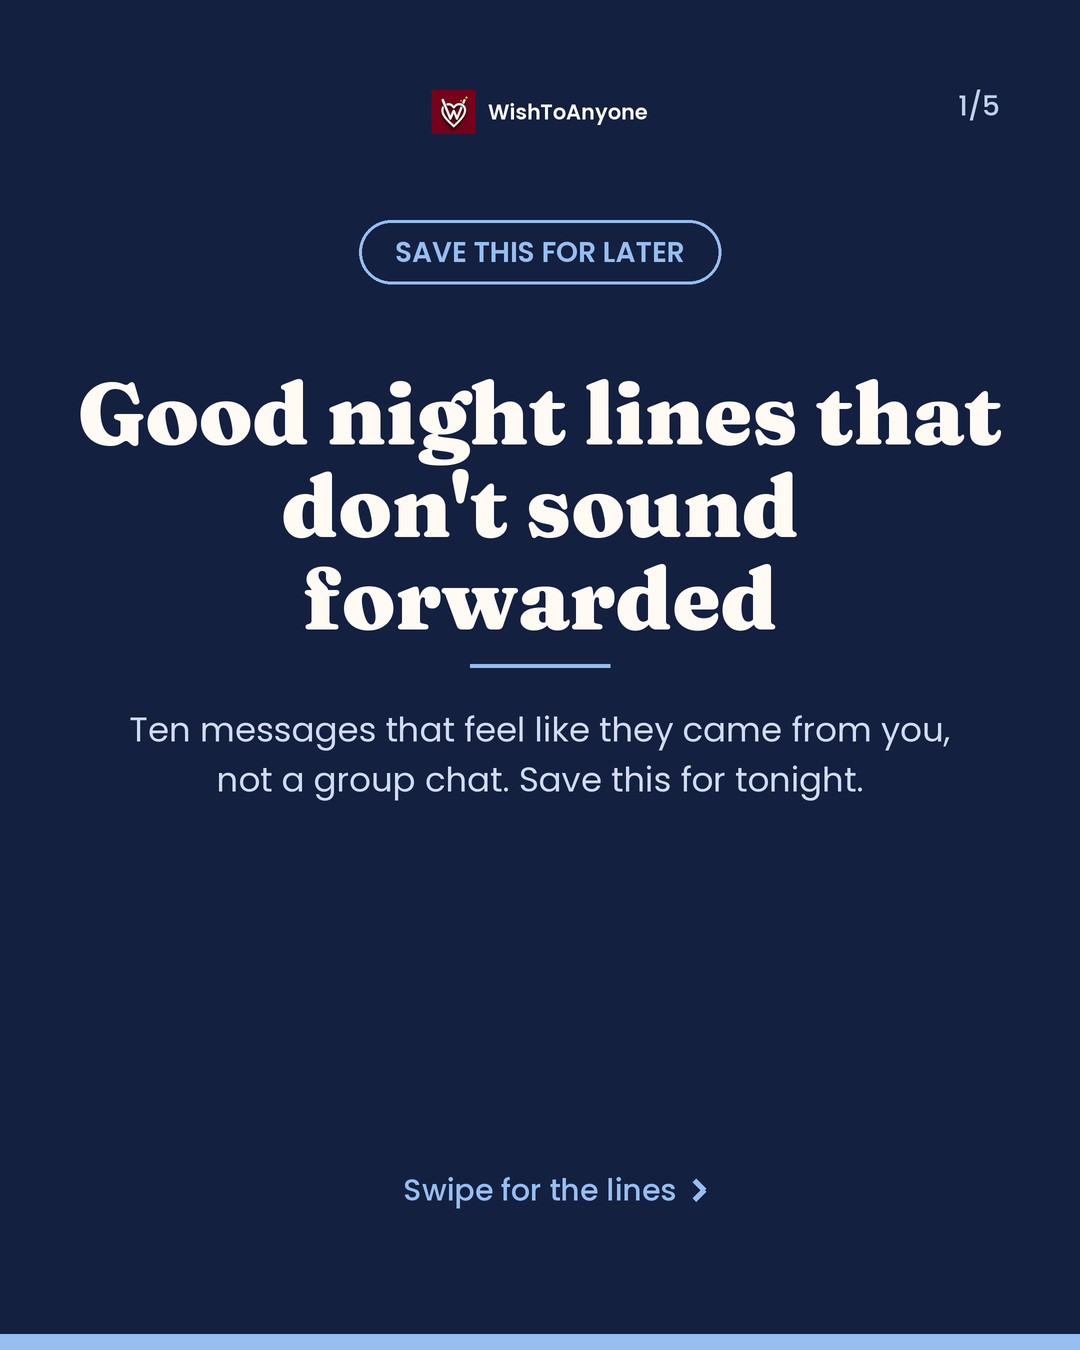 WishToAnyone
1/5
SAVE THIS FOR LATER
Good night lines that
don't sound
forwarded
Ten messages that feel like they came from you,
not a group chat. Save this for tonight.
Swipe for the lines